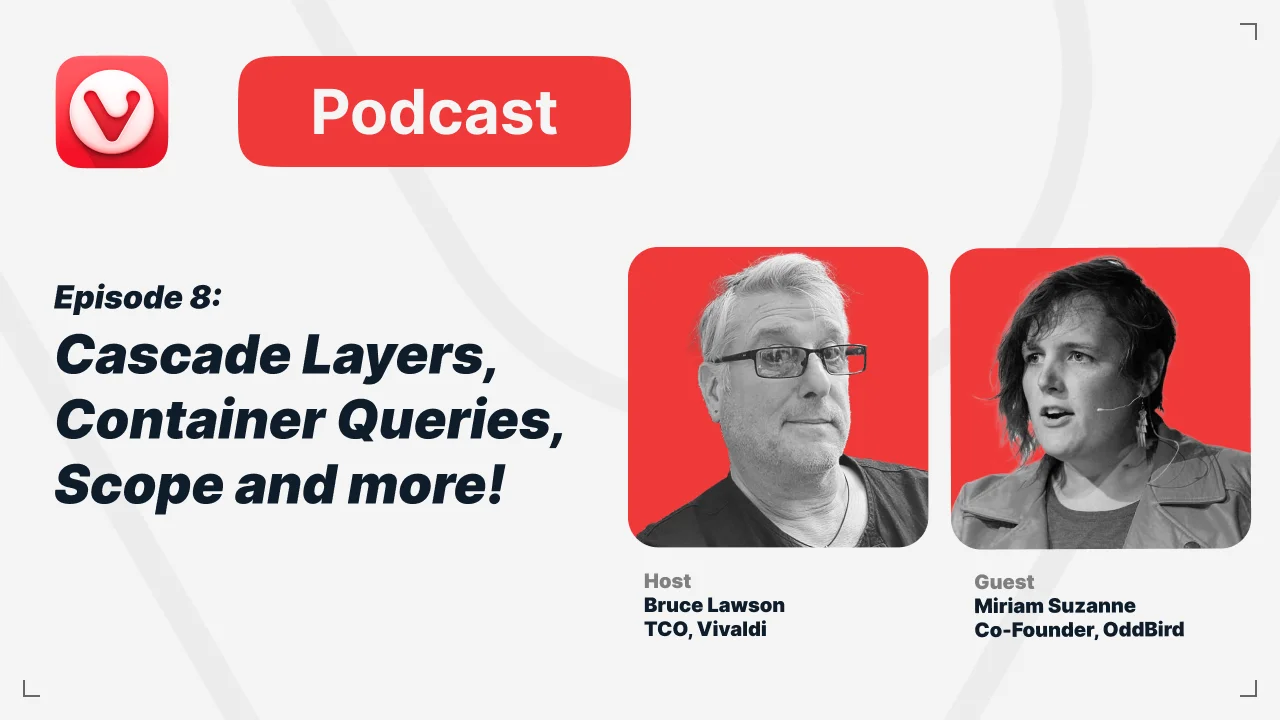 Podcast
Episode 8:
Cascade Layers,
Container Queries,
Scope and more!
Host
Bruce Lawson
TCO, Vivaldi
Guest
Miriam Suzanne
Co-Founder, OddBird